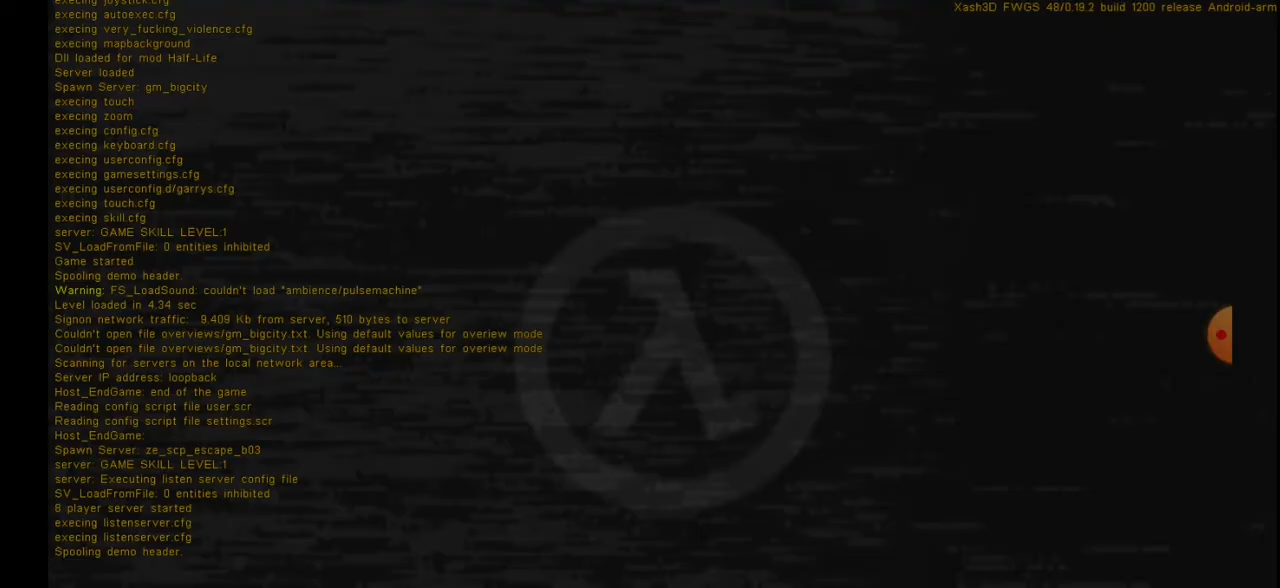 execing joystick.cfg
Xash3D FWGS 48/0.19.2 build 1200 release Android-arm
execing autoexec.cfg
execing very_fucking_violence.cfg
execing mapbackground
Dll loaded for mod Half-Life
Server loaded
Spawn Server: gm_bigcity
execing touch
execing zoom
execing config.cfg
execing keyboard.cfg
execing userconfig.cfg
execing gamesettings.cfg
execing userconfig.d/garrys.cfg
execing touch.cfg
execing skill.cfg
server: GAME SKILL LEVEL:1
SV_LoadFromFile: 0 entities inhibited
Game started
Spooling demo header.
Warning: FS_LoadSound: couldn't load "ambience/pulsemachine"
Level loaded in 4.34 sec
Signon network traffic:  9.409 Kb from server, 510 bytes to server
Couldn't open file overviews/gm_bigcity.txt. Using default values for overiew mode
Couldn't open file overviews/gm_bigcity.txt. Using default values for overiew mode
Scanning for servers on the local network area...
Server IP address: loopback
Host_EndGame: end of the game
Reading config script file user.scr
Reading config script file settings.scr
Host_EndGame:
Spawn Server: ze_scp_escape_b03
server: GAME SKILL LEVEL:1
server: Executing listen server config file
SV_LoadFromFile: 0 entities inhibited
8 player server started
execing listenserver.cfg
execing listenserver.cfg
Spooling demo header.